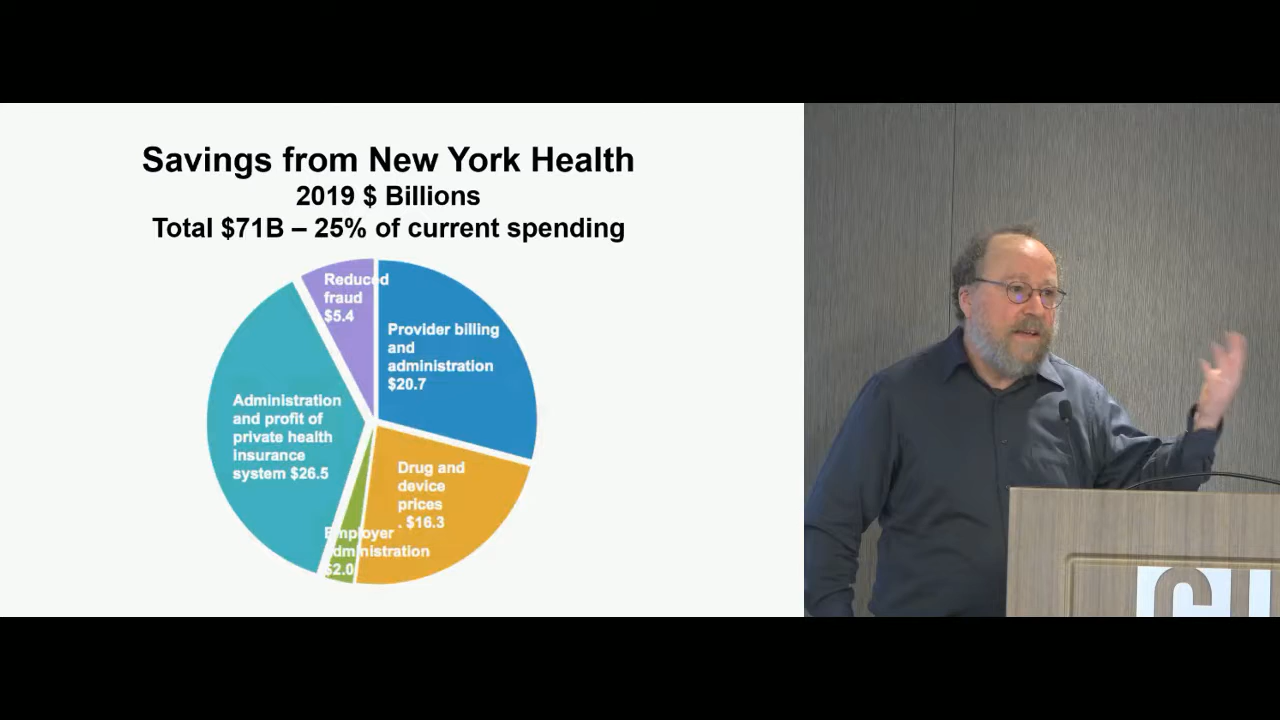 Savings from New York Health
2019 $ Billions
Total $71B – 25% of current spending
Reduced
fraud
$5.4
Provider billing
and
administration
$20.7
Administration
and profit of
private health
insurance
system $26.5
Drug and
device
prices
. $16.3
Employer
administration
$2.0